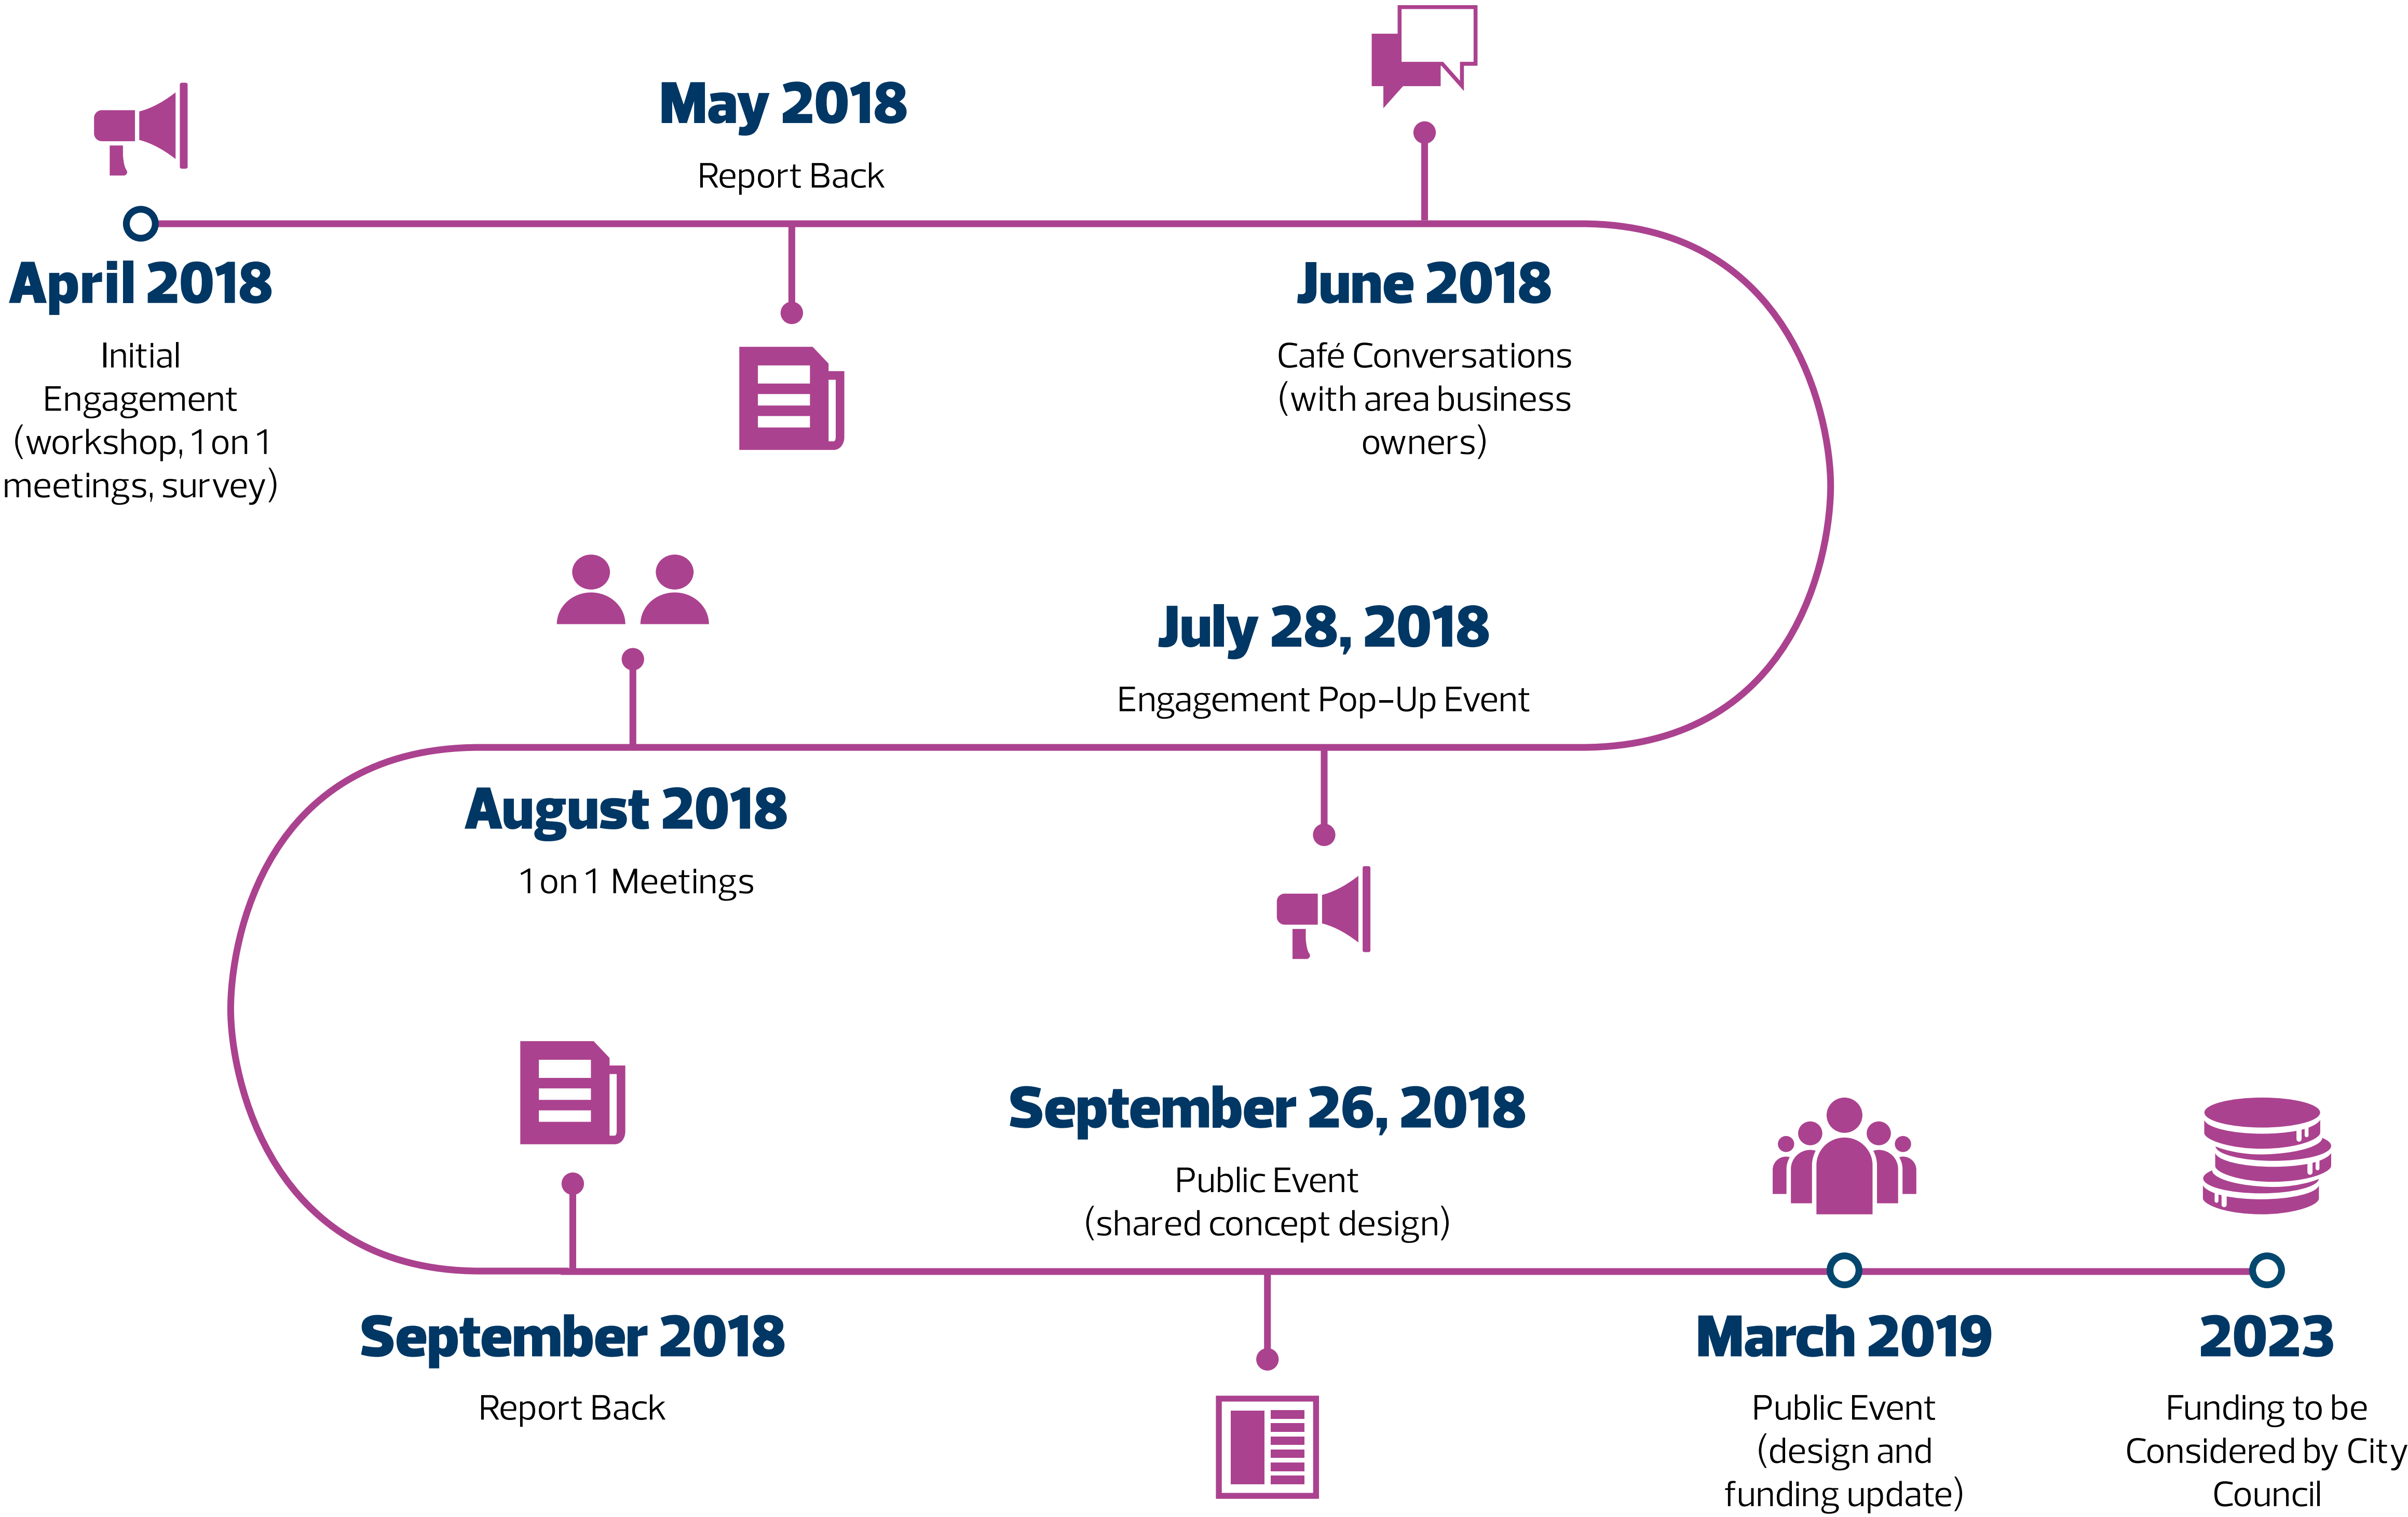 April 2018
Initial
Engagement
(workshop, 1 on 1
meetings, survey)
May 2018
Report Back
June 2018
Café Conversations
(with area business
owners)
July 28, 2018
Engagement Pop-Up Event
August 2018
1 on 1 Meetings
September 2018
Report Back
September 26, 2018
Public Event
(shared concept design)
March 2019
Public Event
(design and
funding update)
2023
Funding to be
Considered by City
Council